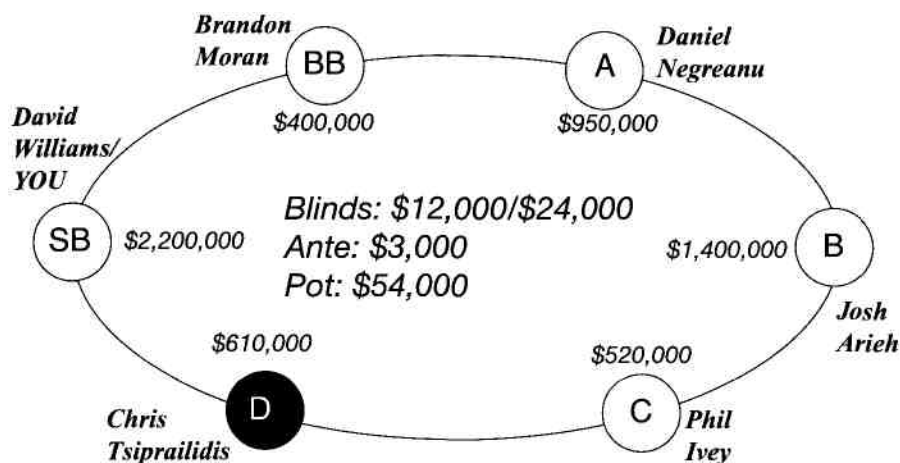 Brandon
Moran
BB
$400,000
A
Daniel
Negreanu
$950,000
David
Williams/
YOU
SB
$2,200,000
Blinds: $12,000/$24,000
Ante: $3,000
Pot: $54,000
$1,400,000
B
Josh
Arieh
$610,000
D
Chris
Tsiprailidis
$520,000
C
Phil
Ivey